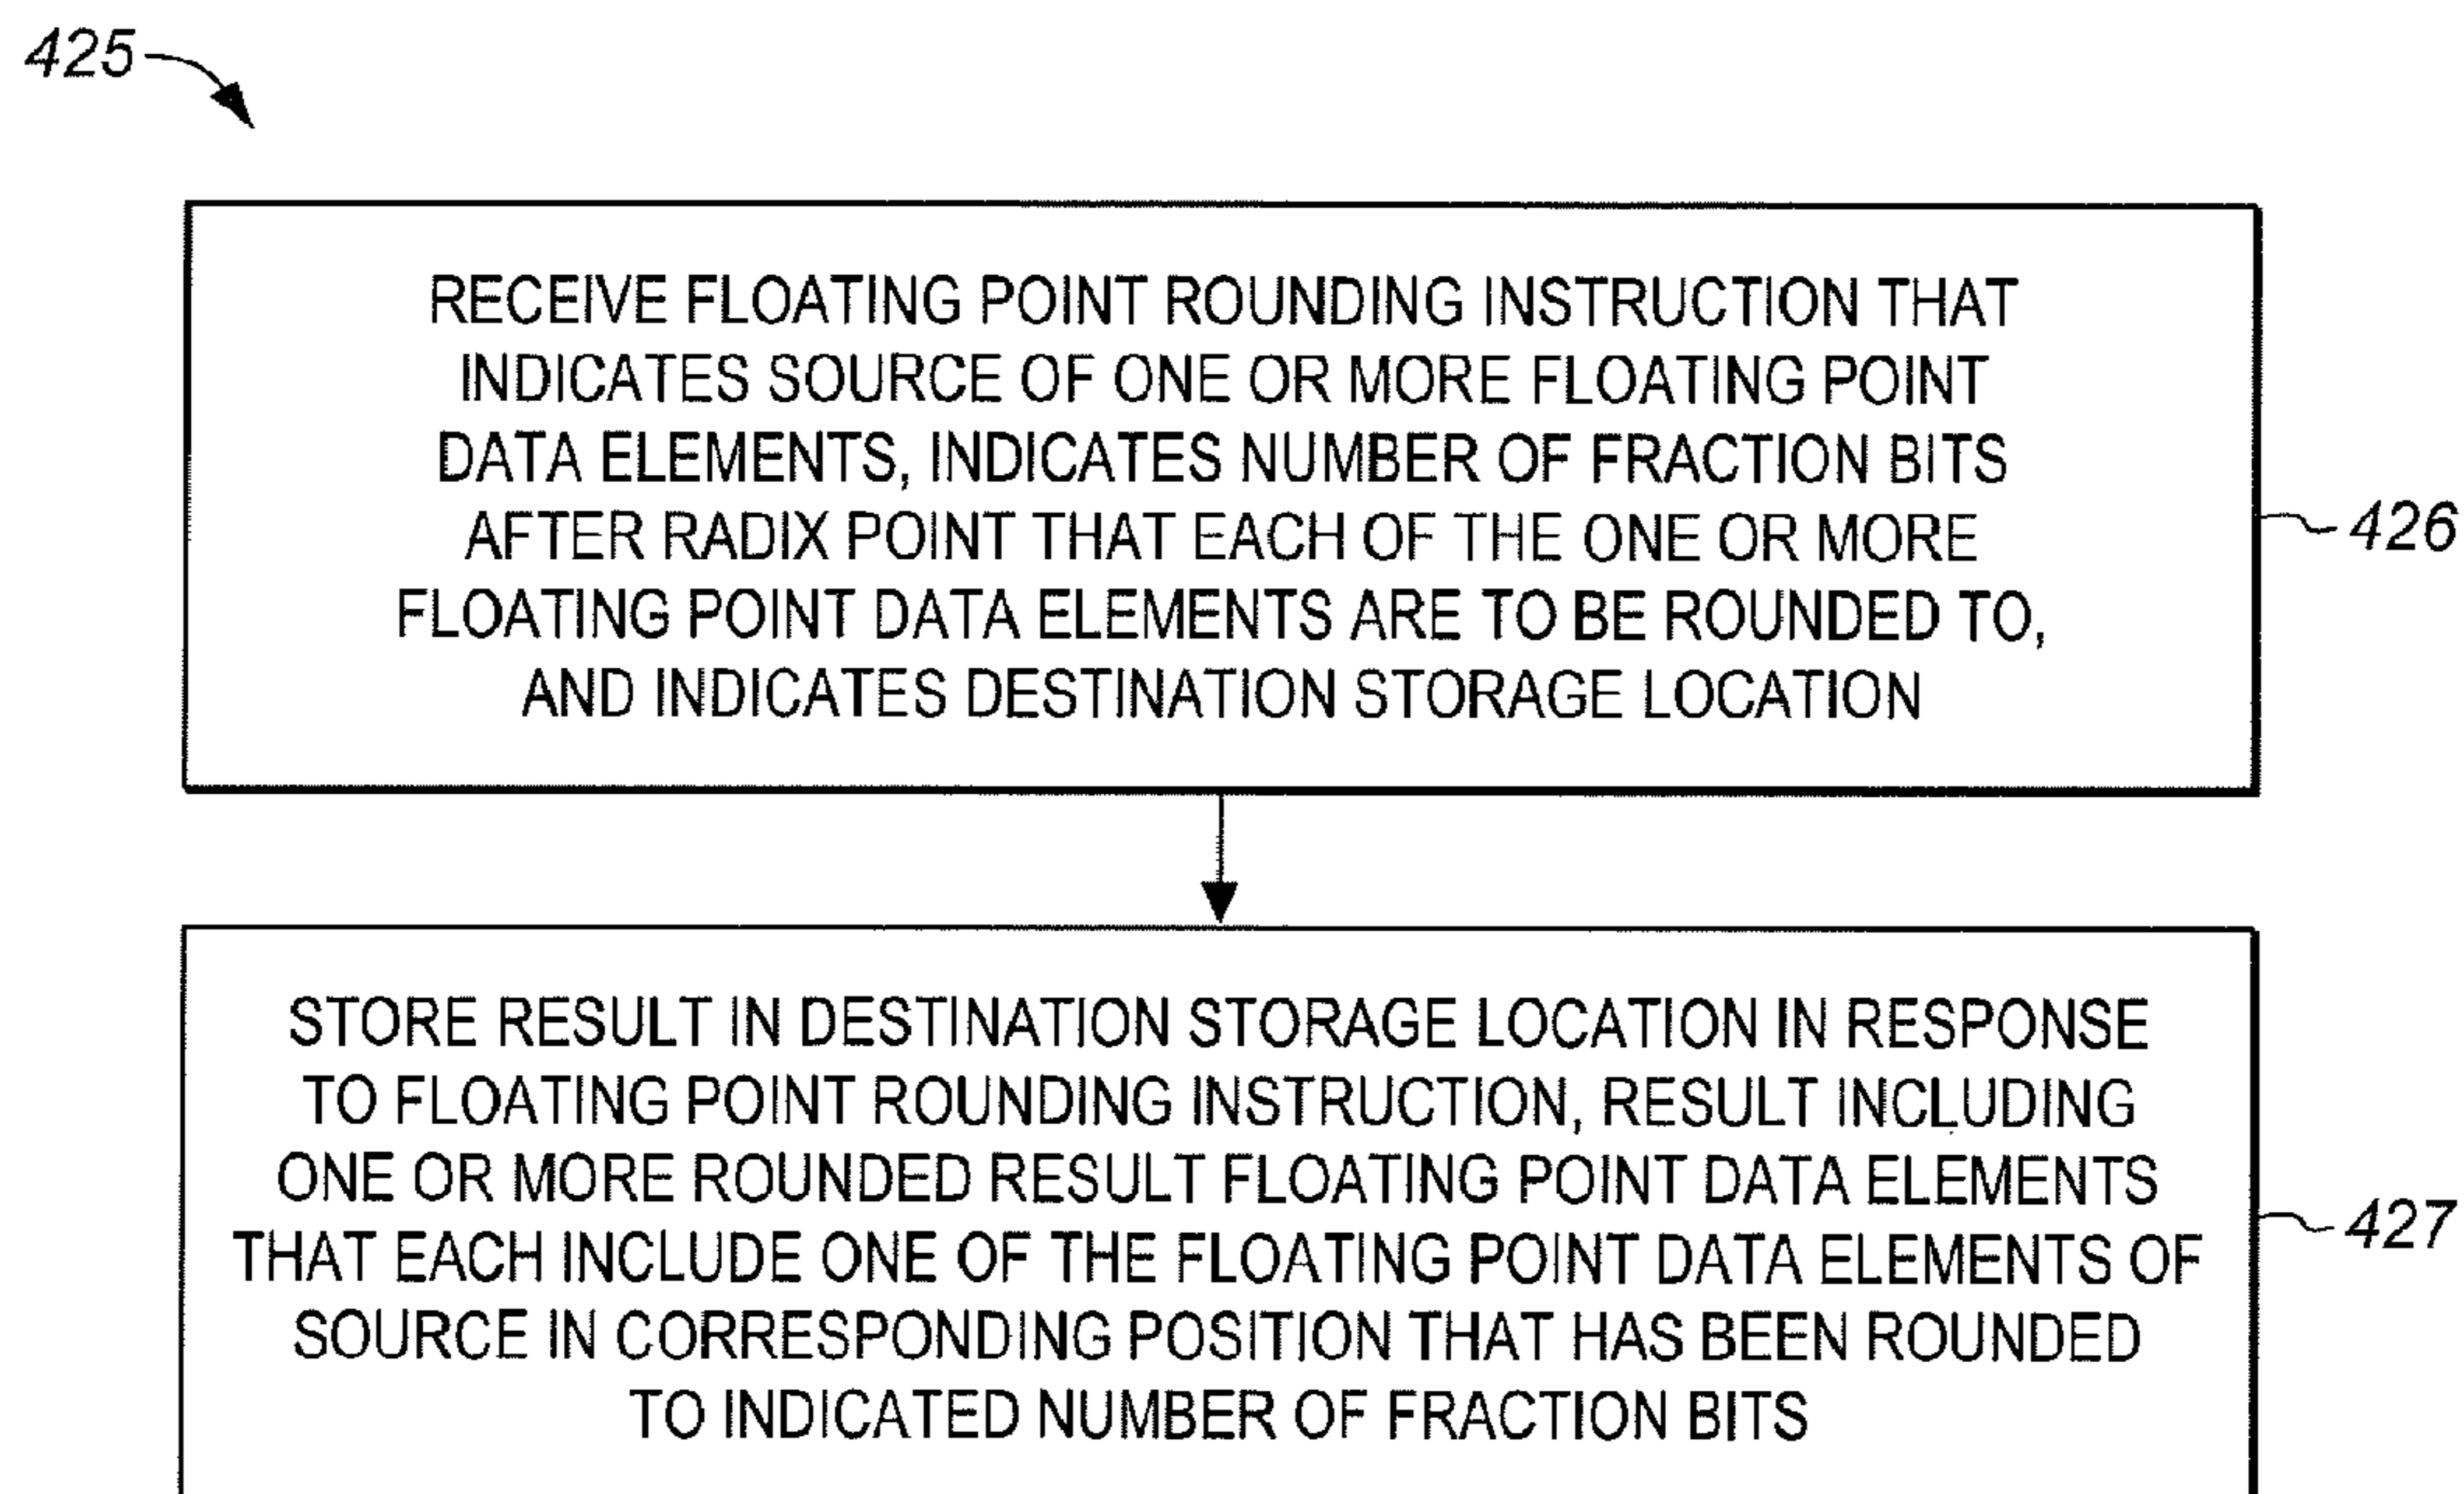 425
RECEIVE FLOATING POINT ROUNDING INSTRUCTION THAT
INDICATES SOURCE OF ONE OR MORE FLOATING POINT
DATA ELEMENTS, INDICATES NUMBER OF FRACTION BITS
AFTER RADIX POINT THAT EACH OF THE ONE OR MORE
FLOATING POINT DATA ELEMENTS ARE TO BE ROUNDED TO,
AND INDICATES DESTINATION STORAGE LOCATION
426
STORE RESULT IN DESTINATION STORAGE LOCATION IN RESPONSE
TO FLOATING POINT ROUNDING INSTRUCTION, RESULT INCLUDING
ONE OR MORE ROUNDED RESULT FLOATING POINT DATA ELEMENTS
THAT EACH INCLUDE ONE OF THE FLOATING POINT DATA ELEMENTS OF
SOURCE IN CORRESPONDING POSITION THAT HAS BEEN ROUNDED
TO INDICATED NUMBER OF FRACTION BITS
427